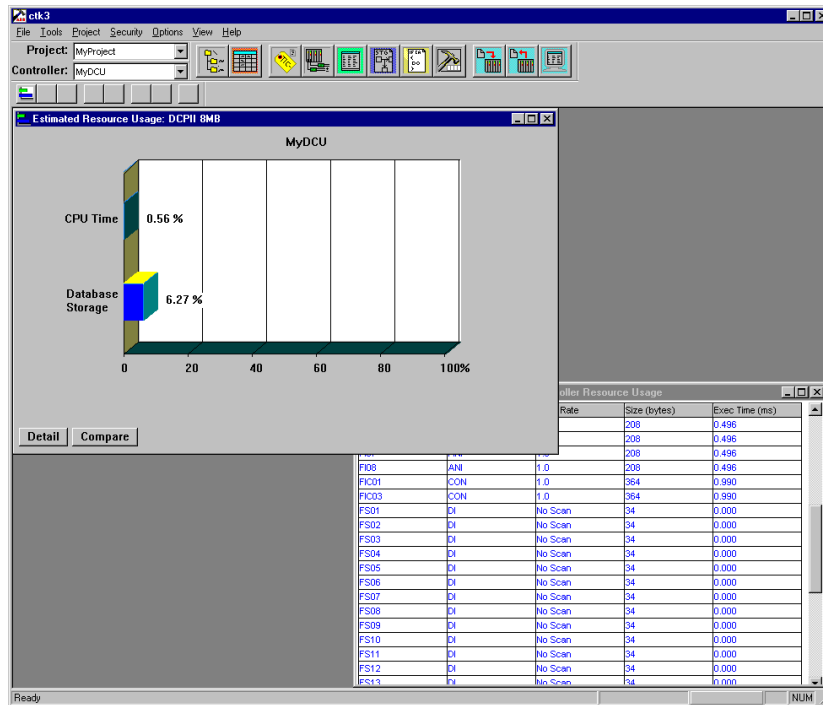 ctk3
File Tools Project Security Options View Help
Project: MyProject
Controller: MyDCU
Estimated Resource Usage: DCPII 8MB
MyDCU
CPU Time 0.56 %
Database Storage 6.27 %
0 20 40 60 80 100%
Detail Compare
Resource Usage
Rate Size (bytes) Exec Time (ms)
208 0.496
208 0.496
208 0.496
FI08 ANI 1.0 208 0.496
FIC01 CON 1.0 364 0.990
FIC03 CON 1.0 364 0.990
FS01 DI No Scan 34 0.000
FS02 DI No Scan 34 0.000
FS03 DI No Scan 34 0.000
FS04 DI No Scan 34 0.000
FS05 DI No Scan 34 0.000
FS06 DI No Scan 34 0.000
FS07 DI No Scan 34 0.000
FS08 DI No Scan 34 0.000
FS09 DI No Scan 34 0.000
FS10 DI No Scan 34 0.000
FS11 DI No Scan 34 0.000
FS12 DI No Scan 34 0.000
FS13 DI No Scan 34 0.000
Ready NUM